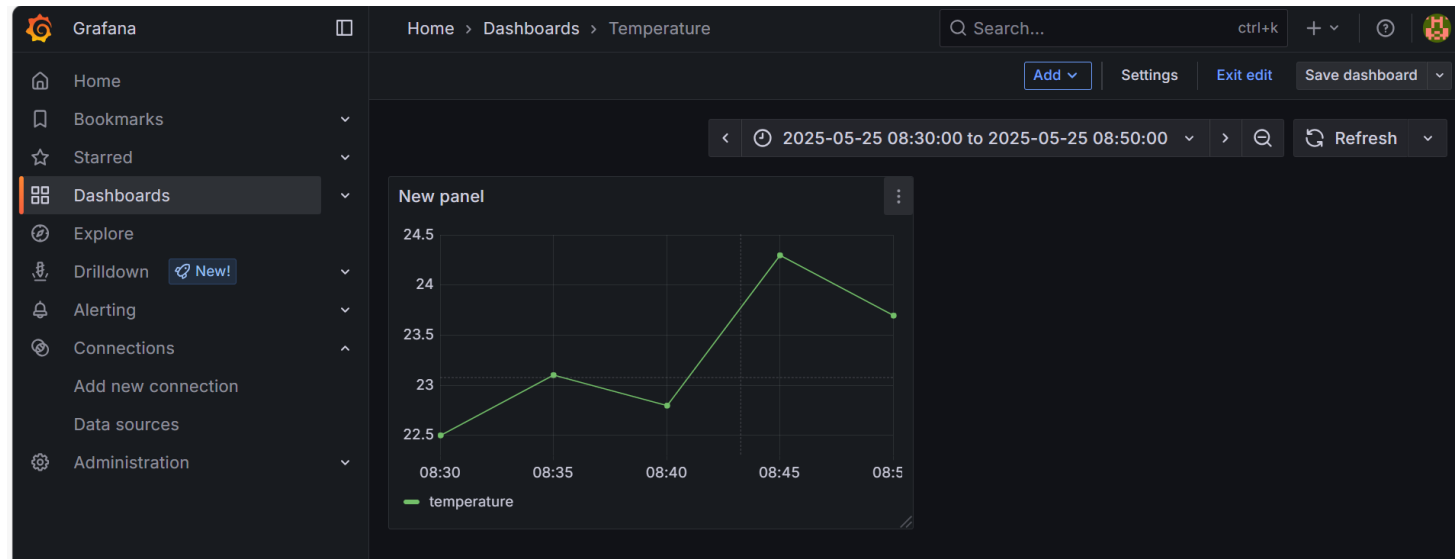 Grafana
Home > Dashboards > Temperature
Search... ctrl+k
Home
Bookmarks
Starred
Dashboards
Explore
Drilldown New!
Alerting
Connections
Add new connection
Data sources
Administration
Add Settings Exit edit Save dashboard
2025-05-25 08:30:00 to 2025-05-25 08:50:00 Refresh
New panel
24.5
24
23.5
23
22.5
08:30 08:35 08:40 08:45 08:5
temperature